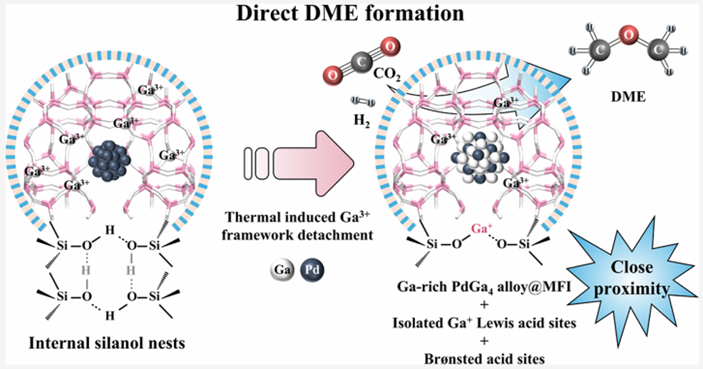 Direct DME formation
Ga³⁺
Ga³⁺
Ga³⁺
Ga³⁺
Ga³⁺
Ga³⁺
Si O H O Si
H H
Si O H O Si
Internal silanol nests
Thermal induced Ga³⁺
framework detachment
Ga Pd
O C O
CO₂
H H
H₂
H H
H C O C H
H H
DME
Ga³⁺
Ga³⁺
Ga³⁺
Si O Ga⁺ O Si
Ga-rich PdGa₄ alloy@MFI
+
Isolated Ga⁺ Lewis acid sites
+
Brønsted acid sites
Close
proximity